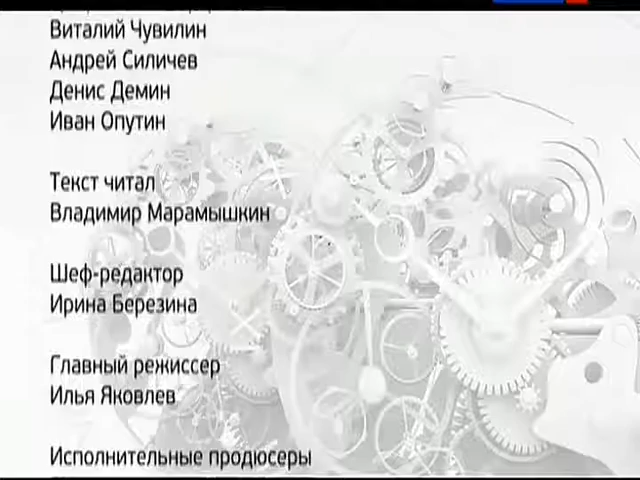 Виталий Чувилин
Андрей Силичев
Денис Демин
Иван Опутин
Текст читал
Владимир Марамышкин
Шеф-редактор
Ирина Березина
Главный режиссер
Илья Яковлев
Исполнительные продюсеры